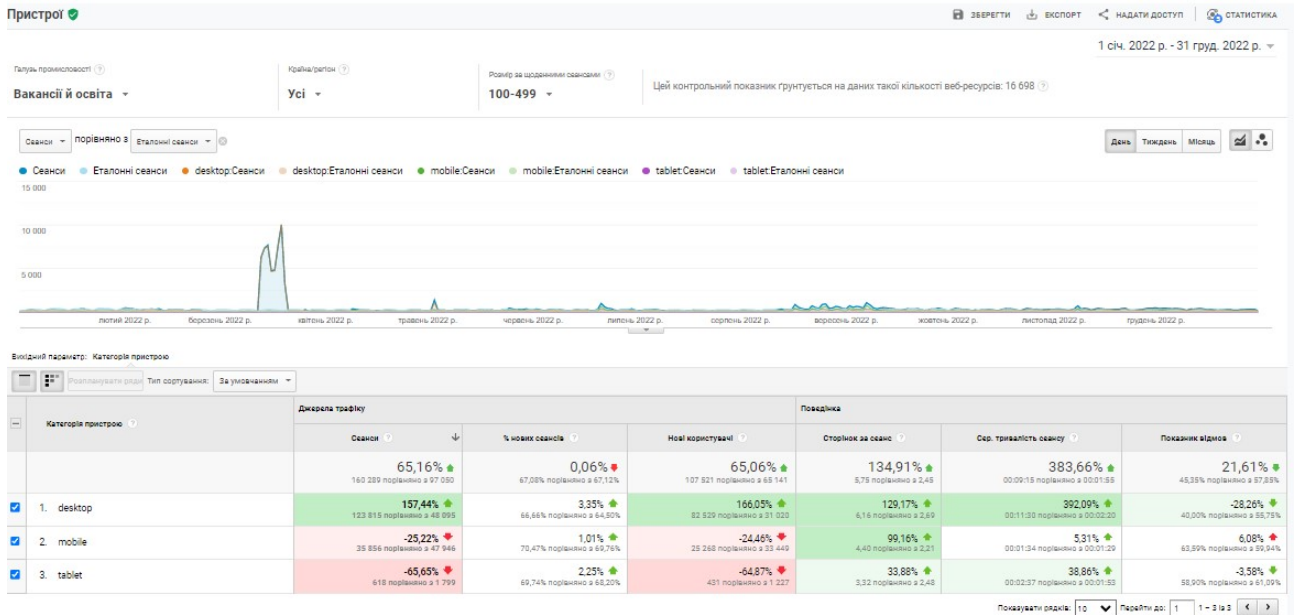 Пристрої
ЗБЕРЕГТИ ЕКСПОРТ НАДАТИ ДОСТУП СТАТИСТИКА
1 січ. 2022 р. - 31 груд. 2022 р.
Галузь промисловості Країна/регіон Розмір за щоденними сеансами
Вакансії й освіта Усі 100-499
Цей контрольний показник ґрунтується на даних такої кількості веб-ресурсів: 16 698
Сеанси порівняно з Еталонні сеанси
День Тиждень Місяць
Сеанси Еталонні сеанси desktop:Сеанси desktop:Еталонні сеанси mobile:Сеанси mobile:Еталонні сеанси tablet:Сеанси tablet:Еталонні сеанси
15 000
10 000
5 000
лютий 2022 р. березень 2022 р. квітень 2022 р. травень 2022 р. червень 2022 р. липень 2022 р. серпень 2022 р. вересень 2022 р. жовтень 2022 р. листопад 2022 р. грудень 2022 р.
Вихідний параметр: Категорія пристрою
Розпланувати ряди Тип сортування: За умовчанням
Категорія пристрою
Джерела трафіку Поведінка
Сеанси % нових сеансів Нові користувачі Сторінок за сеанс Сер. тривалість сеансу Показник відмов
65,16% 0,06% 65,06% 134,91% 383,66% 21,61%
160 289 порівняно з 97 050 67,08% порівняно з 67,12% 107 521 порівняно з 65 141 5,75 порівняно з 2,45 00:09:15 порівняно з 00:01:55 45,35% порівняно з 57,85%
1. desktop 157,44% 3,35% 166,05% 129,17% 392,09% -28,26%
123 815 порівняно з 48 095 66,66% порівняно з 64,50% 82 529 порівняно з 31 020 6,16 порівняно з 2,69 00:11:30 порівняно з 00:02:20 40,00% порівняно з 55,75%
2. mobile -25,22% 1,01% -24,46% 99,16% 5,31% 6,08%
35 856 порівняно з 47 946 70,47% порівняно з 69,76% 25 268 порівняно з 33 449 4,40 порівняно з 2,21 00:01:34 порівняно з 00:01:29 63,59% порівняно з 59,94%
3. tablet -65,65% 2,25% -64,87% 33,88% 38,86% -3,58%
618 порівняно з 1 799 69,74% порівняно з 68,20% 431 порівняно з 1 227 3,32 порівняно з 2,48 00:02:37 порівняно з 00:01:53 58,90% порівняно з 61,09%
Показувати рядків: 10 Перейти до: 1 1 – 3 із 3